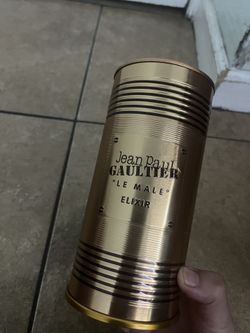 Jean Paul
GAULTIER
"LE MALE"
ELIXIR